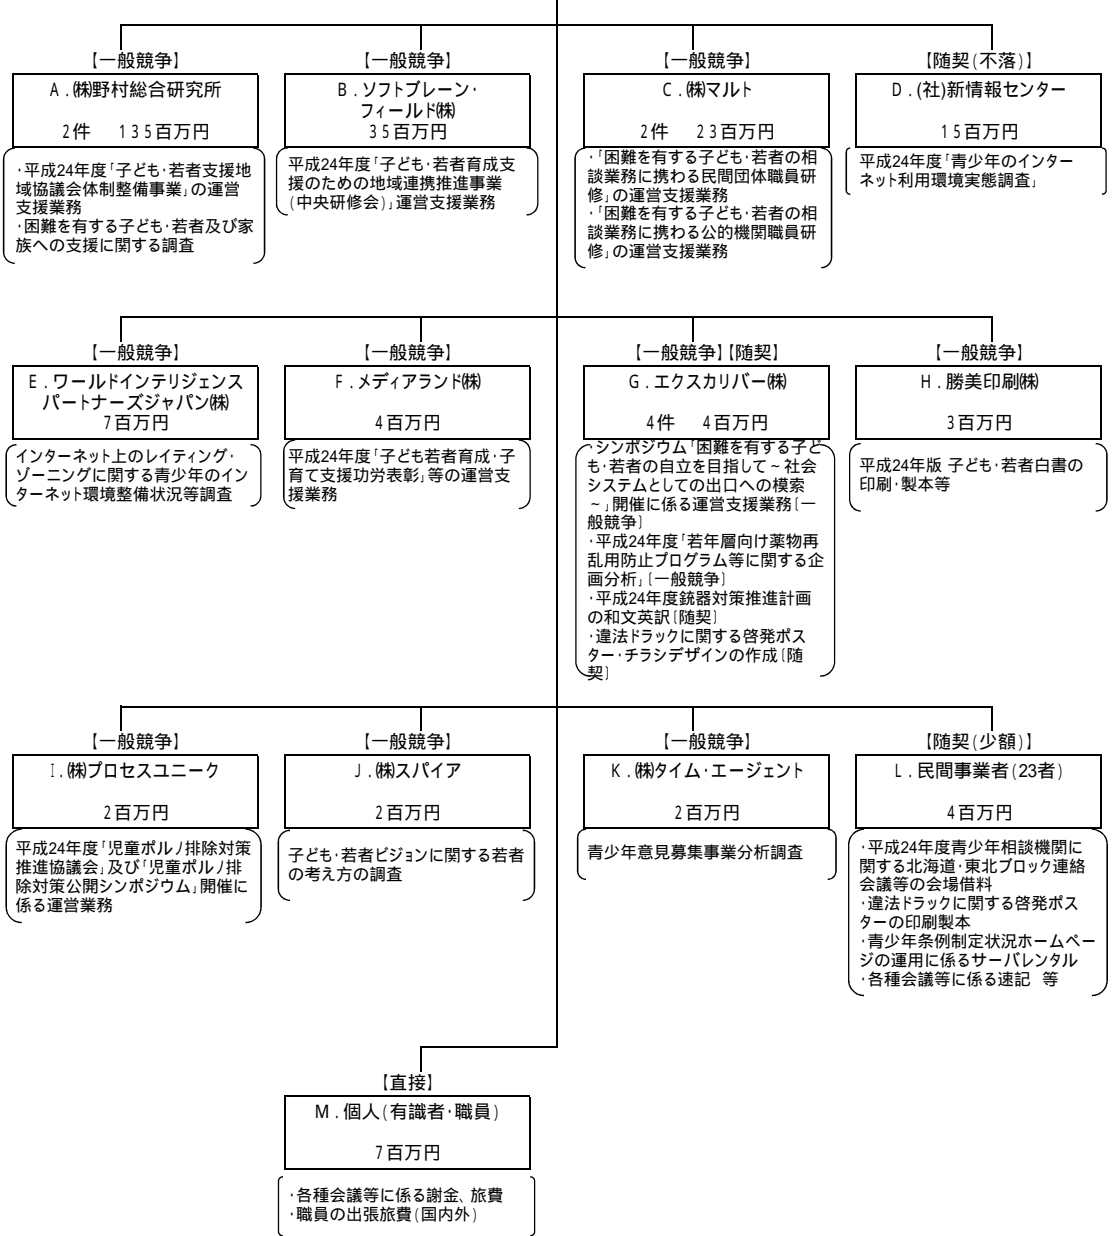 【一般競争】
A．㈱野村総合研究所
2件　135百万円
・平成24年度「子ども・若者支援地
域協議会体制整備事業」の運営
支援業務
・困難を有する子ども・若者及び家
族への支援に関する調査
【一般競争】
B．ソフトブレーン・
フィールド㈱
35百万円
平成24年度「子ども・若者育成支
援のための地域連携推進事業
（中央研修会）」運営支援業務
【一般競争】
C．㈱マルト
2件　23百万円
・「困難を有する子ども・若者の相
談業務に携わる民間団体職員研
修」の運営支援業務
・「困難を有する子ども・若者の相
談業務に携わる公的機関職員研
修」の運営支援業務
【随契（不落）】
D．（社）新情報センター
15百万円
平成24年度「青少年のインター
ネット利用環境実態調査」
【一般競争】
E．ワールドインテリジェンス
パートナーズジャパン㈱
7百万円
インターネット上のレイティング・
ゾーニングに関する青少年のイン
ターネット環境整備状況等調査
【一般競争】
F．メディアランド㈱
4百万円
平成24年度「子ども若者育成・子
育て支援功労表彰」等の運営支
援業務
【一般競争】【随契】
G．エクスカリバー㈱
4件　4百万円
・シンポジウム「困難を有する子ど
も・若者の自立を目指して～社会
システムとしての出口への模索
～」開催に係る運営支援業務［一
般競争］
・平成24年度「若年層向け薬物再
乱用防止プログラム等に関する企
画分析」［一般競争］
・平成24年度銃器対策推進計画
の和文英訳［随契］
・違法ドラックに関する啓発ポス
ター・チラシデザインの作成［随
契］
【一般競争】
H．勝美印刷㈱
3百万円
平成24年版 子ども・若者白書の
印刷・製本等
【一般競争】
I．㈱プロセスユニーク
2百万円
平成24年度「児童ポルノ排除対策
推進協議会」及び「児童ポルノ排
除対策公開シンポジウム」開催に
係る運営業務
【一般競争】
J．㈱スパイア
2百万円
子ども・若者ビジョンに関する若者
の考え方の調査
【一般競争】
K．㈱タイム・エージェント
2百万円
青少年意見募集事業分析調査
【随契（少額）】
L．民間事業者（23者）
4百万円
・平成24年度青少年相談機関に
関する北海道・東北ブロック連絡
会議等の会場借料
・違法ドラックに関する啓発ポス
ターの印刷製本
・青少年条例制定状況ホームペー
ジの運用に係るサーバレンタル
・各種会議等に係る速記　等
【直接】
M．個人（有識者・職員）
7百万円
・各種会議等に係る謝金、旅費
・職員の出張旅費（国内外）